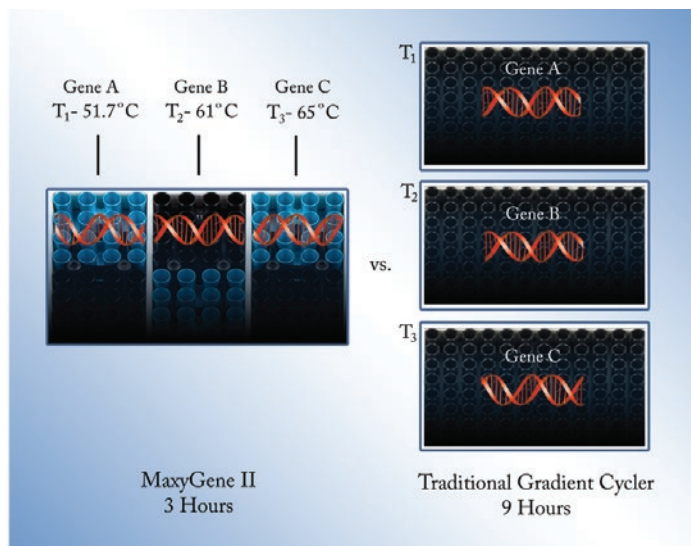 Gene A
T₁- 51.7°C
Gene B
T₂- 61°C
Gene C
T₃- 65°C
vs.
T₁
Gene A
T₂
Gene B
T₃
Gene C
MaxyGene II
3 Hours
Traditional Gradient Cycler
9 Hours